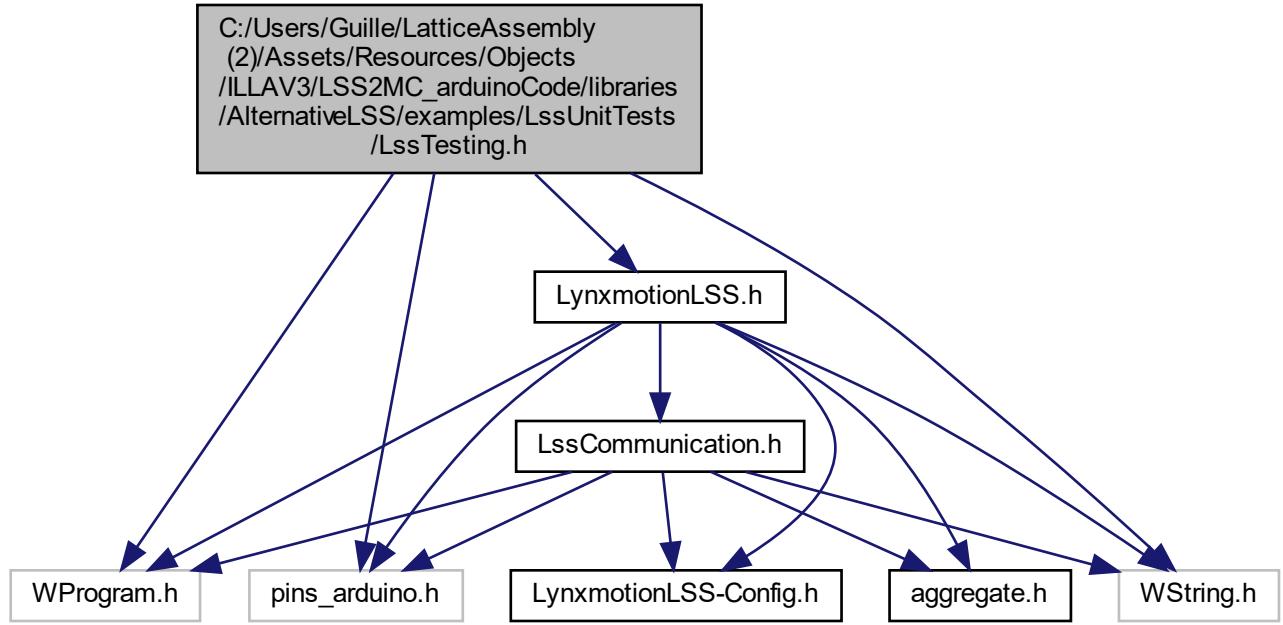 C:/Users/Guille/LatticeAssembly
(2)/Assets/Resources/Objects
/ILLAV3/LSS2MC_arduinoCode/libraries
/AlternativeLSS/examples/LssUnitTests
/LssTesting.h
LynxmotionLSS.h
LssCommunication.h
WProgram.h
pins_arduino.h
LynxmotionLSS-Config.h
aggregate.h
WString.h